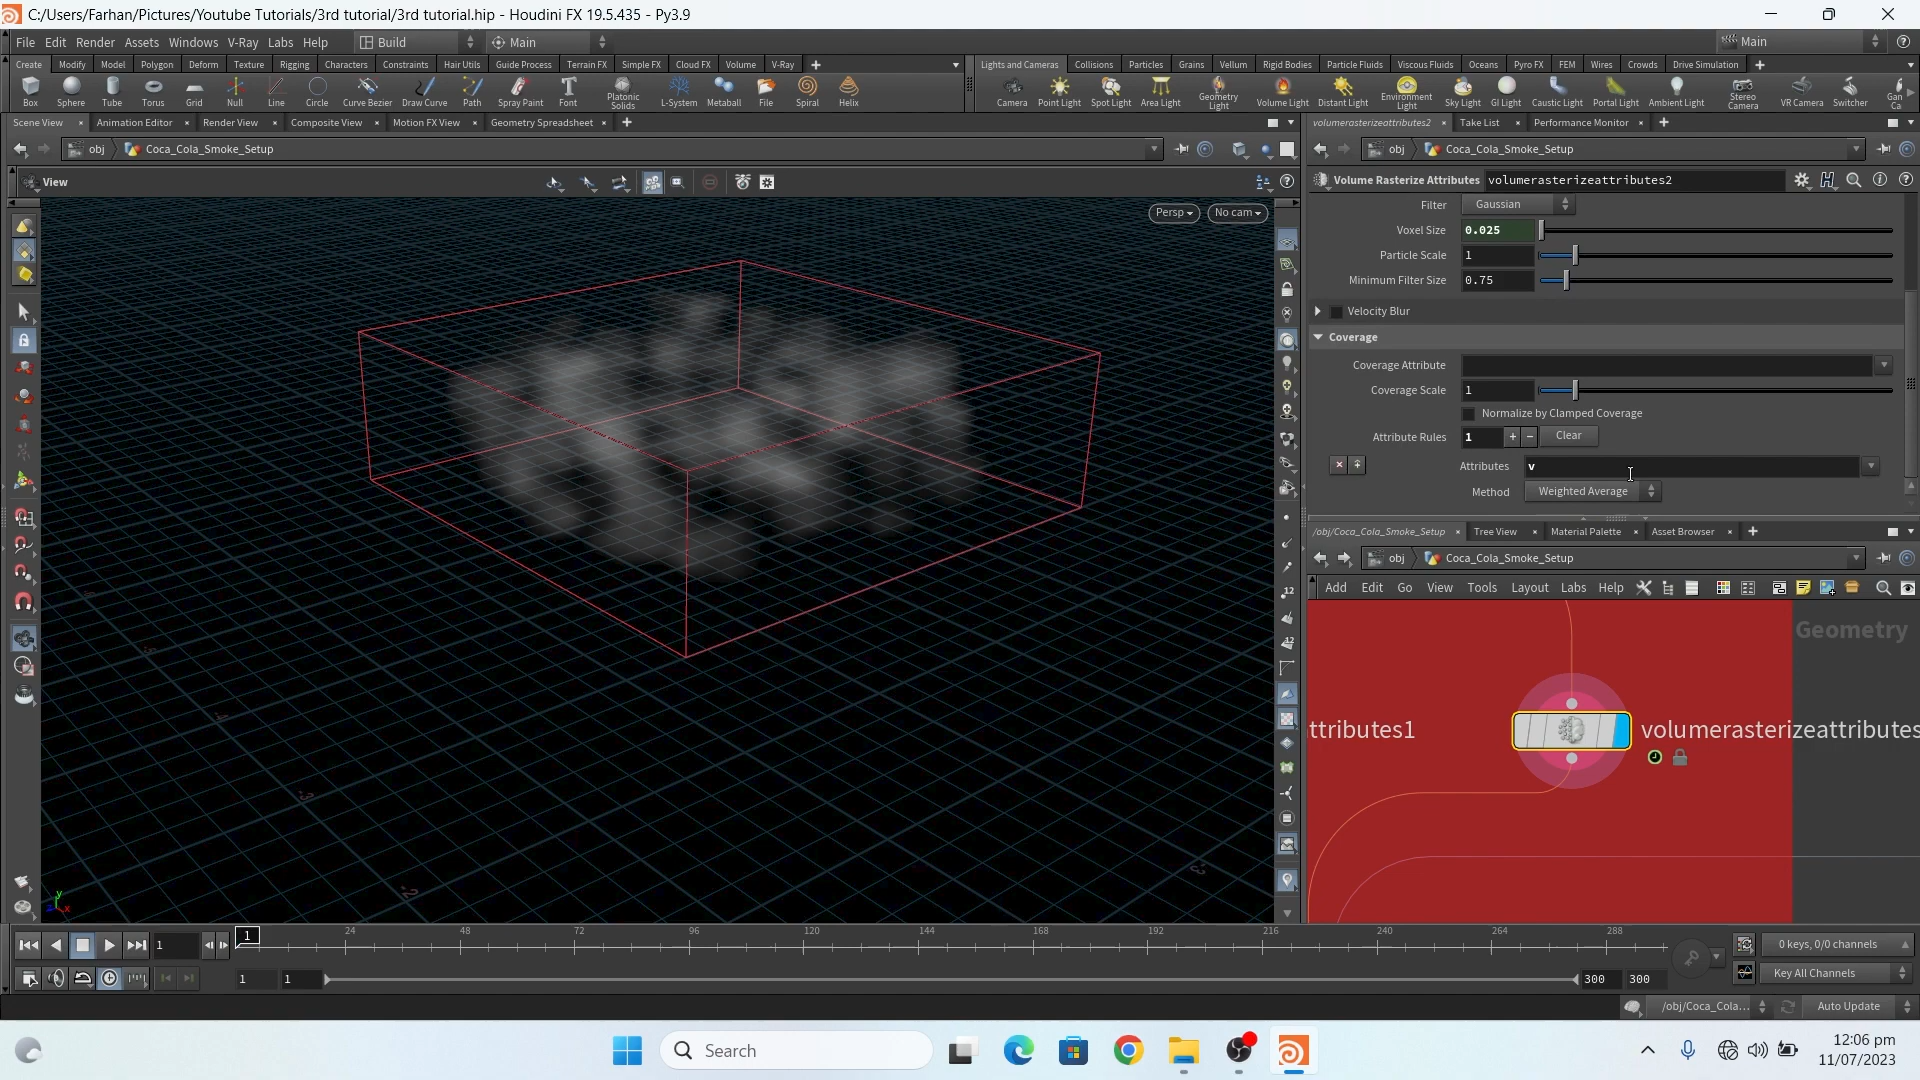 C:/Users/Farhan/Pictures/Youtube Tutorials/3rd tutorial/3rd tutorial.hip - Houdini FX 19.5.435 - Py3.9
File Edit Render Assets Windows V-Ray Labs Help Build Main Main
Create Modify Model Polygon Deform Texture Rigging Characters Constraints Hair Utils Guide Process Terrain FX Simple FX Cloud FX Volume V-Ray
Lights and Cameras Collisions Particles Grains Vellum Rigid Bodies Particle Fluids Viscous Fluids Oceans Pyro FX FEM Wires Crowds Drive Simulation
Box Sphere Tube Torus Grid Null Line Circle Curve Bezier Draw Curve Path Spray Paint Font Platonic Solids L-System Metaball File Spiral Helix
Camera Point Light Spot Light Area Light Geometry Light Volume Light Distant Light Environment Light Sky Light GI Light Caustic Light Portal Light Ambient Light Stereo Camera VR Camera Switcher Gan Ca
Scene View Animation Editor Render View Composite View Motion FX View Geometry Spreadsheet
volumerasterizeattributes2 Take List Performance Monitor
obj Coca_Cola_Smoke_Setup
obj Coca_Cola_Smoke_Setup
View
Volume Rasterize Attributes volumerasterizeattributes2
Persp No cam
Filter Gaussian
Voxel Size 0.025
Particle Scale 1
Minimum Filter Size 0.75
Velocity Blur
Coverage
Coverage Attribute
Coverage Scale 1
Normalize by Clamped Coverage
Attribute Rules 1 + − Clear
Attributes v
Method Weighted Average
/obj/Coca_Cola_Smoke_Setup Tree View Material Palette Asset Browser
obj Coca_Cola_Smoke_Setup
Add Edit Go View Tools Layout Labs Help
Geometry
ttributes1
volumerasterizeattributes
1 1 24 48 72 96 120 144 168 192 216 240 264 288
0 keys, 0/0 channels
1 1 300 300
Key All Channels
/obj/Coca_Cola... Auto Update
Search
12:06 pm
11/07/2023